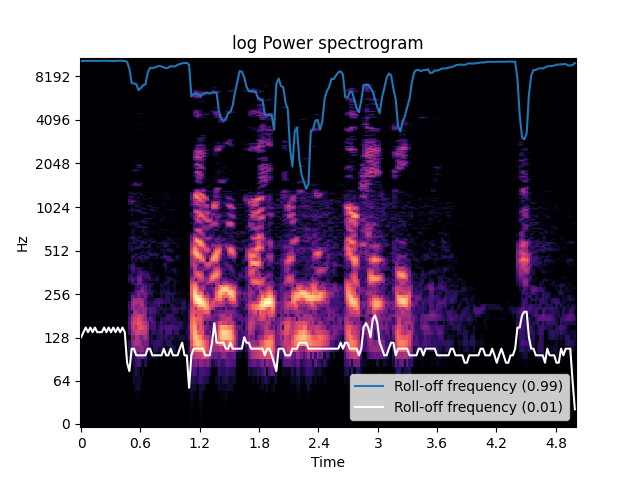 log Power spectrogram
8192
4096
2048
1024
512
256
128
64
0
Hz
0 0.6 1.2 1.8 2.4 3 3.6 4.2 4.8
Time
Roll-off frequency (0.99)
Roll-off frequency (0.01)